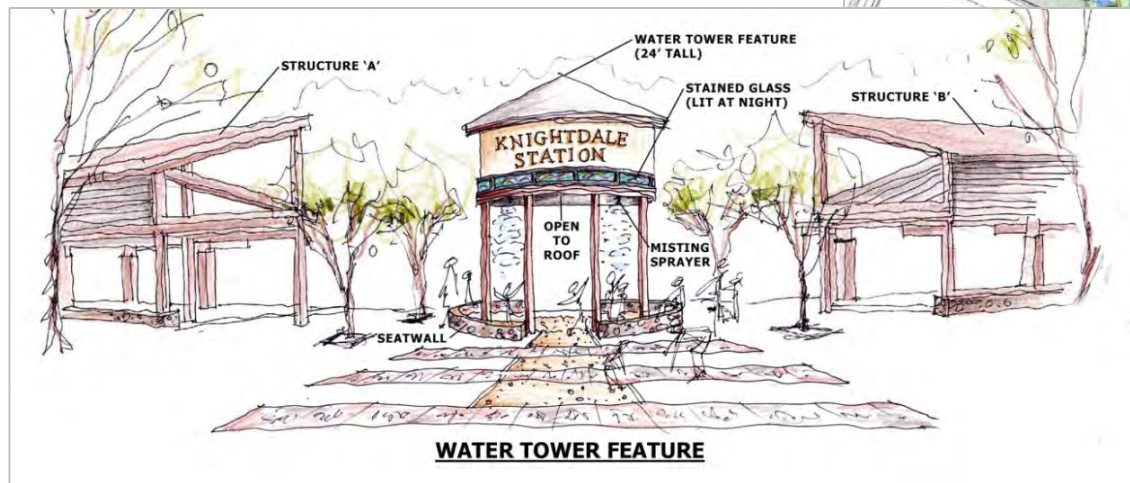 WATER TOWER FEATURE
(24' TALL)
STRUCTURE 'A'
STAINED GLASS
(LIT AT NIGHT)
STRUCTURE 'B'
KNIGHTDALE
STATION
OPEN
TO
ROOF
MISTING
SPRAYER
SEATWALL
WATER TOWER FEATURE